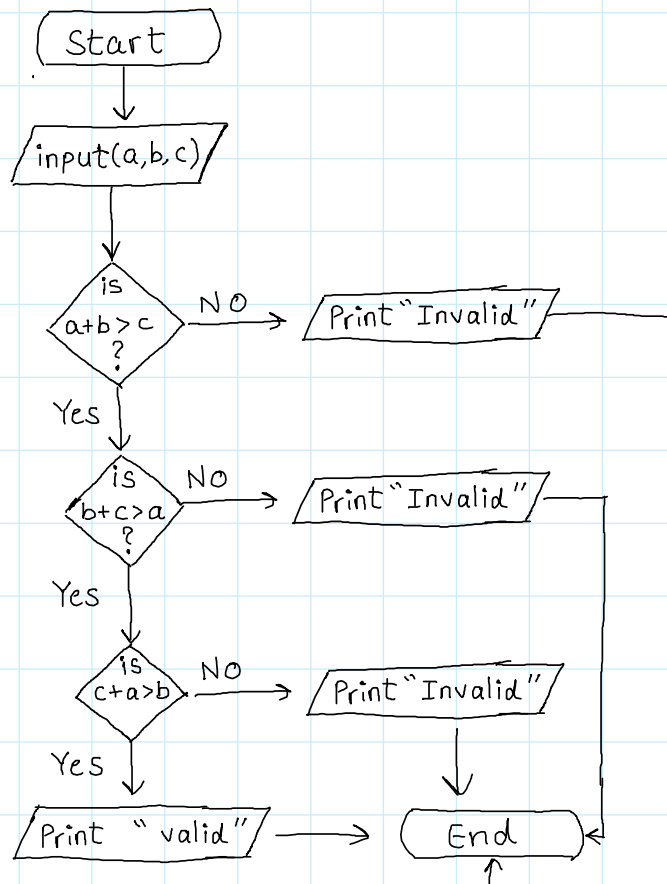 Start
input(a,b,c)
is
a+b>c
?
NO
Print "Invalid"
Yes
is
b+c>a
?
NO
Print "Invalid"
Yes
is
c+a>b
NO
Print "Invalid"
Yes
Print "valid"
End